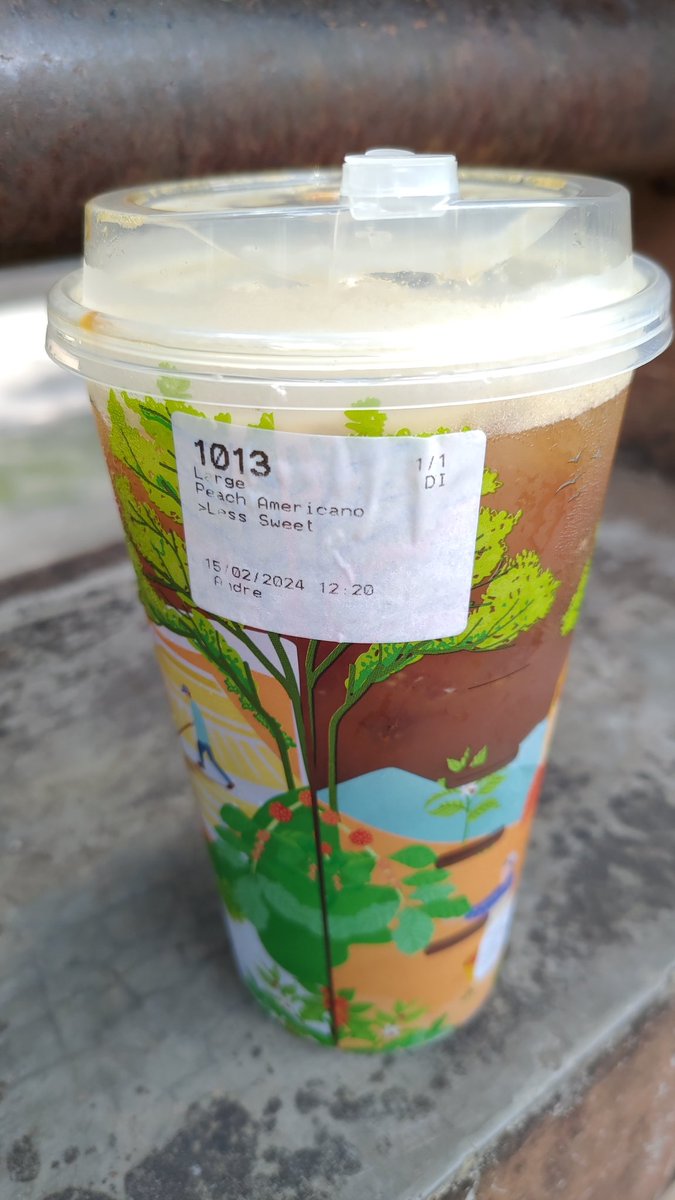 1013 1/1
Large DI
Peach Americano
>Less Sweet
15/02/2024 12:20
Andre